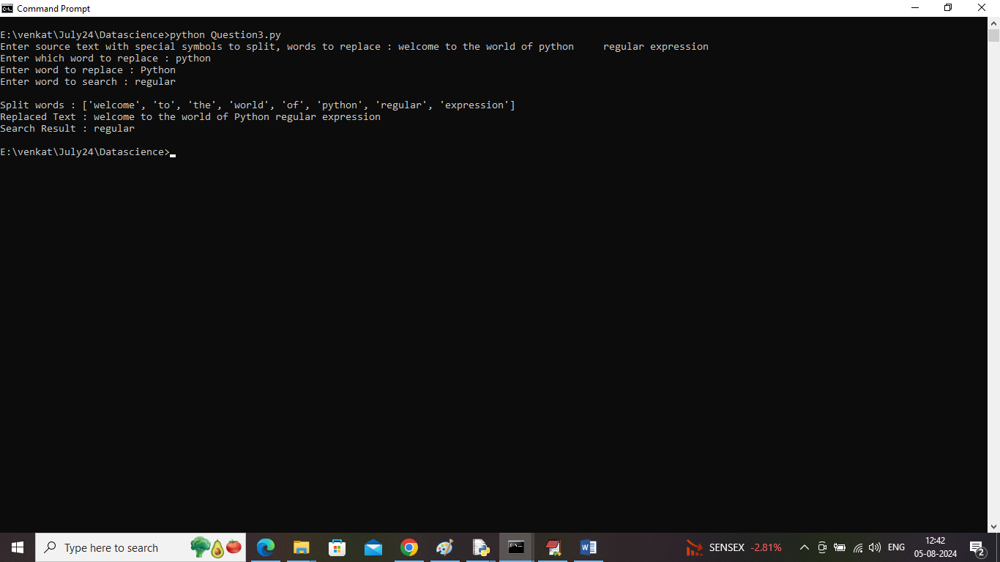 Command Prompt
E:\venkat\July24\Datascience>python Question3.py
Enter source text with special symbols to split, words to replace : welcome to the world of python     regular expression
Enter which word to replace : python
Enter word to replace : Python
Enter word to search : regular
Split words : ['welcome', 'to', 'the', 'world', 'of', 'python', 'regular', 'expression']
Replaced Text : welcome to the world of Python regular expression
Search Result : regular
E:\venkat\July24\Datascience>
Type here to search
SENSEX -2.81%
ENG
12:42
05-08-2024
2